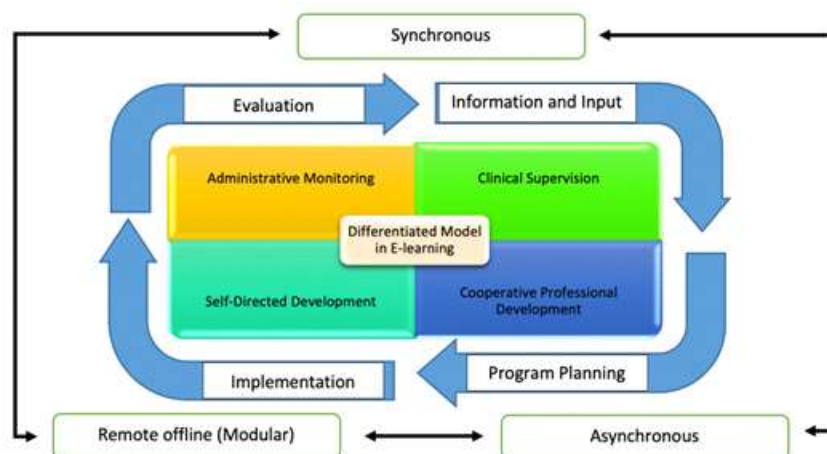 Synchronous
Evaluation
Information and Input
Administrative Monitoring
Clinical Supervision
Differentiated Model
in E-learning
Self-Directed Development
Cooperative Professional
Development
Implementation
Program Planning
Remote offline (Modular)
Asynchronous